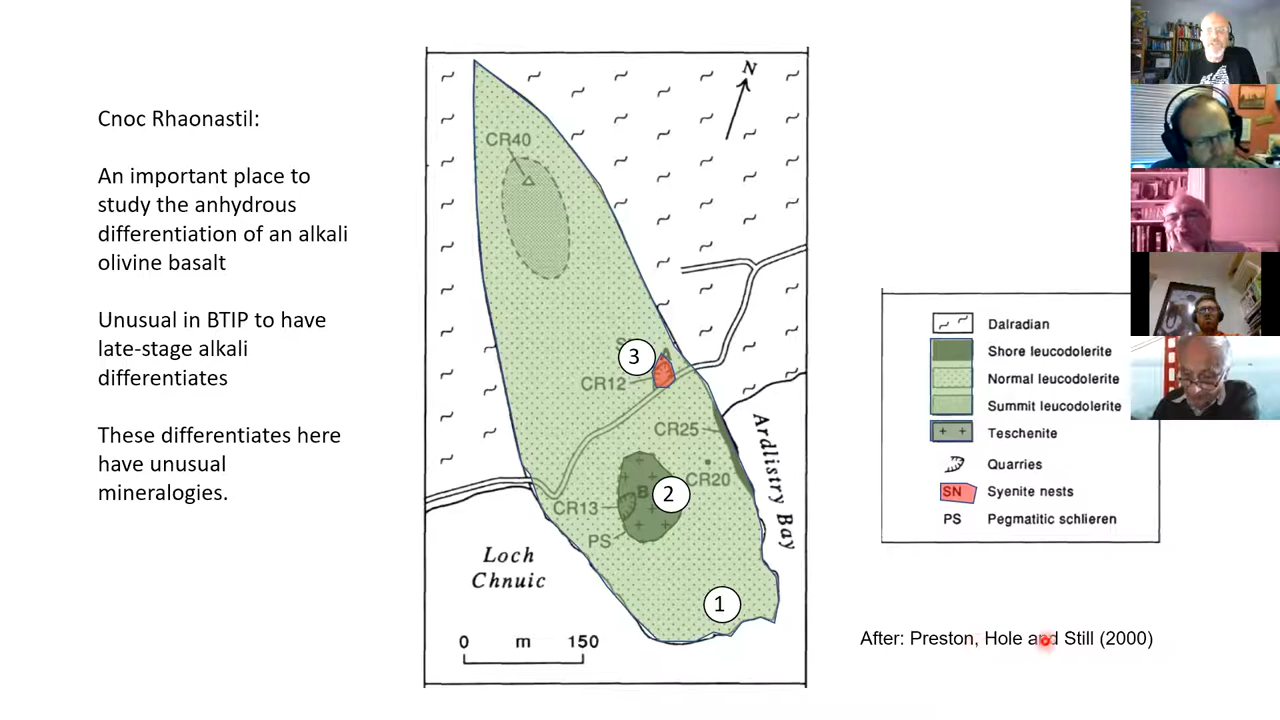 Cnoc Rhaonastil:
An important place to
study the anhydrous
differentiation of an alkali
olivine basalt
Unusual in BTIP to have
late-stage alkali
differentiates
These differentiates here
have unusual
mineralogies.
N
CR40
3
A
CR12
CR25
CR20
B
2
CR13
PS
Ardlistry Bay
Loch
Chnuic
1
0 m 150
Dalradian
Shore leucodolerite
Normal leucodolerite
Summit leucodolerite
Teschenite
Quarries
SN Syenite nests
PS Pegmatitic schlieren
After: Preston, Hole and Still (2000)